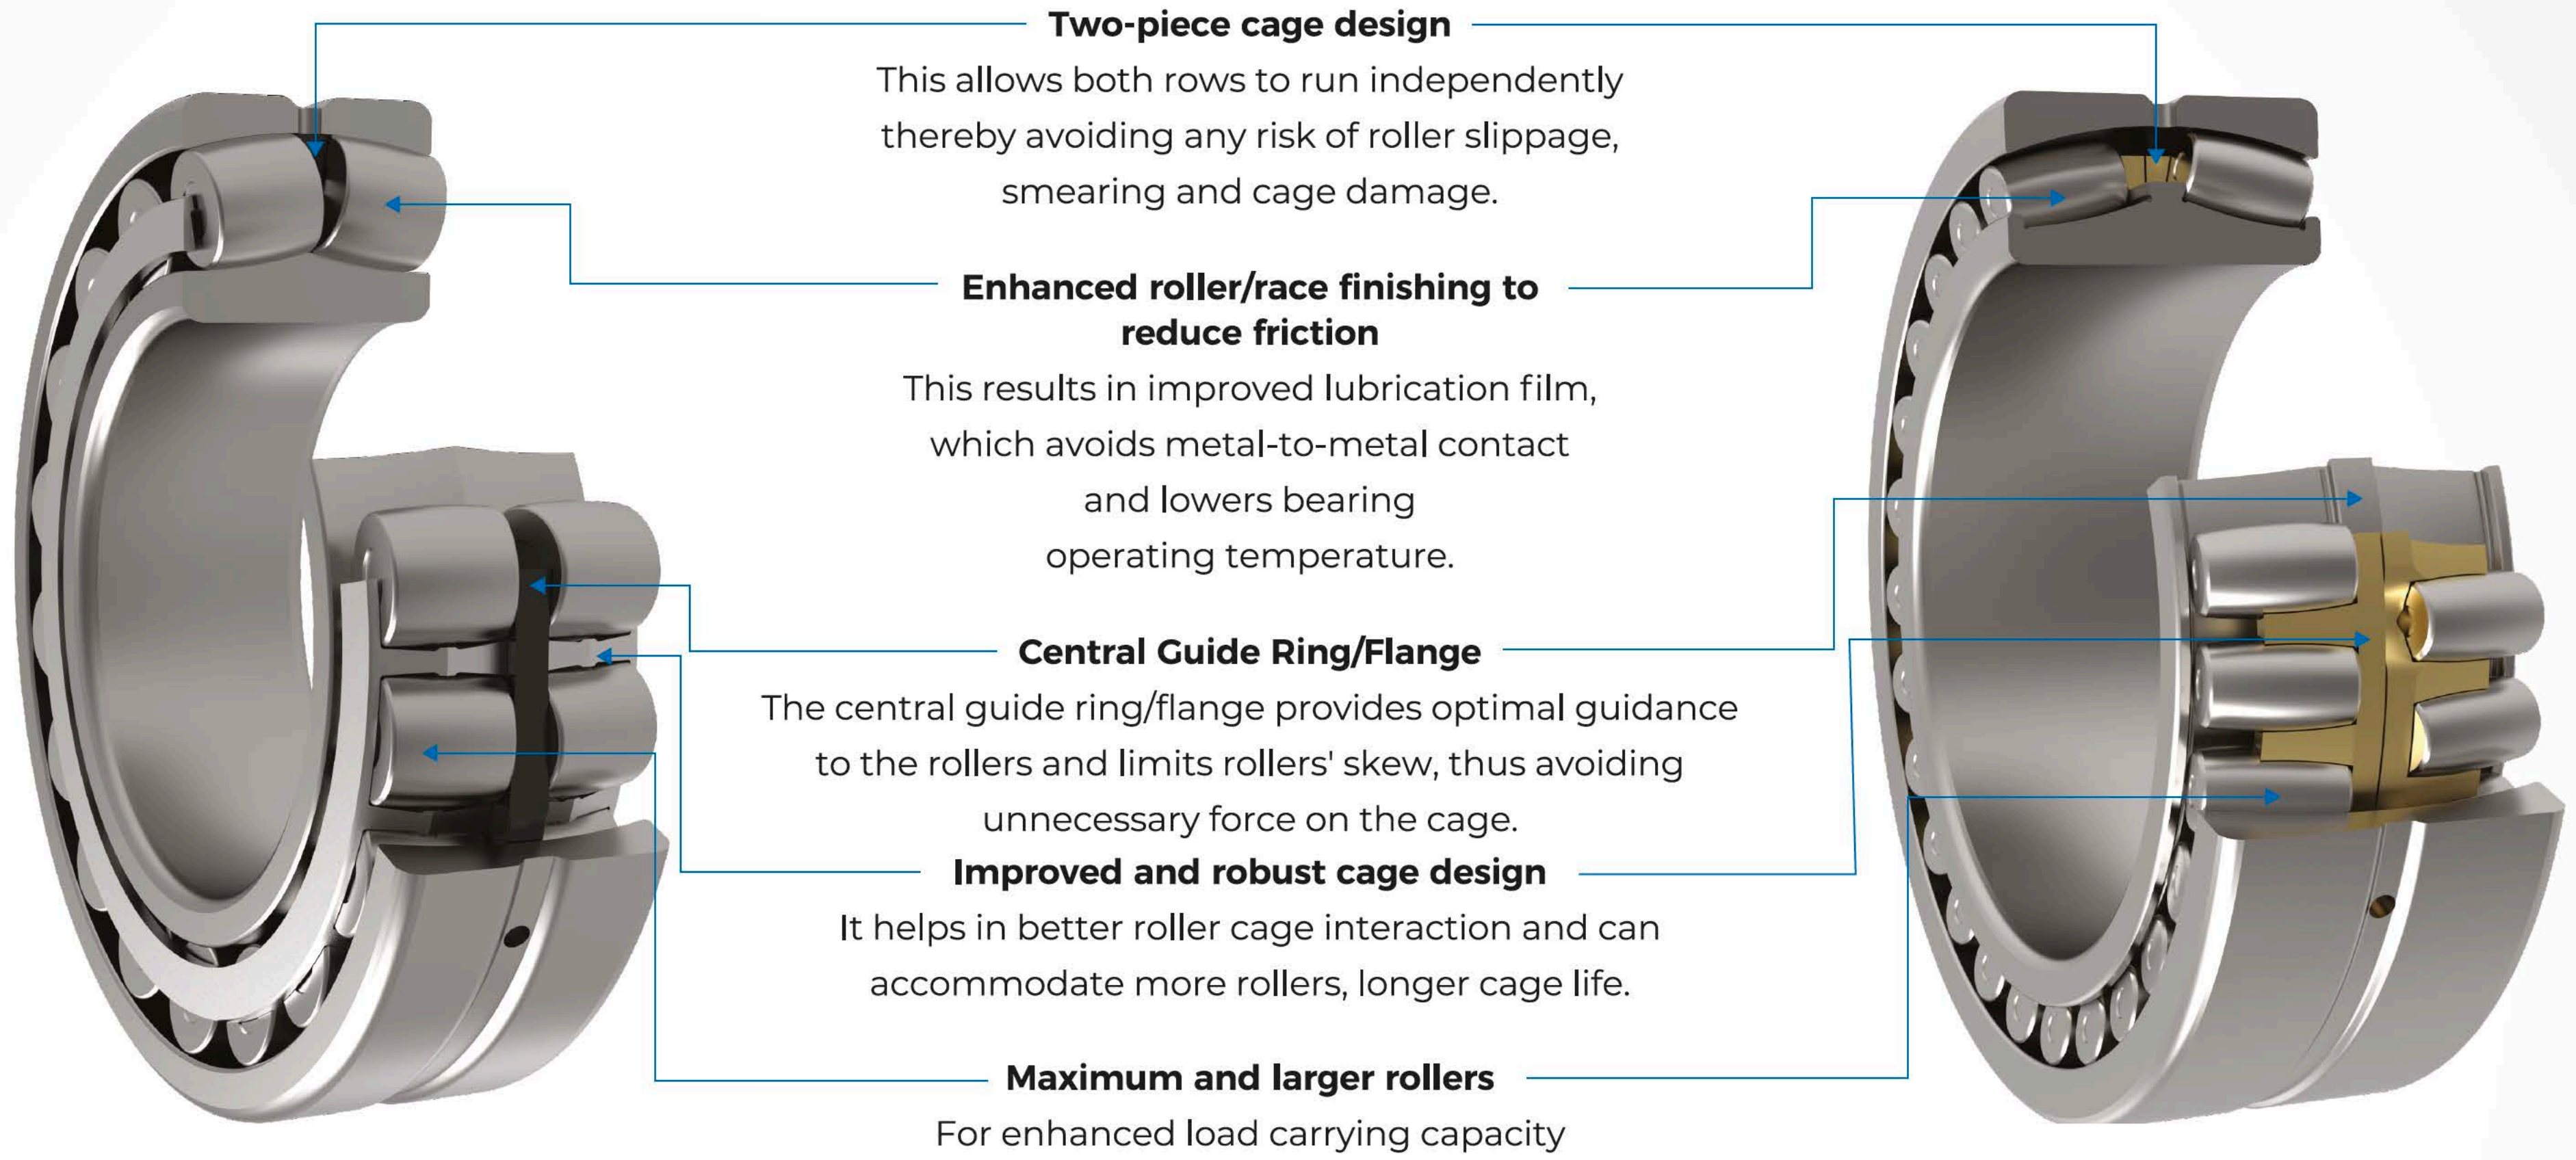 Two-piece cage design
This allows both rows to run independently
thereby avoiding any risk of roller slippage,
smearing and cage damage.
Enhanced roller/race finishing to
reduce friction
This results in improved lubrication film,
which avoids metal-to-metal contact
and lowers bearing
operating temperature.
Central Guide Ring/Flange
The central guide ring/flange provides optimal guidance
to the rollers and limits rollers' skew, thus avoiding
unnecessary force on the cage.
Improved and robust cage design
It helps in better roller cage interaction and can
accommodate more rollers, longer cage life.
Maximum and larger rollers
For enhanced load carrying capacity